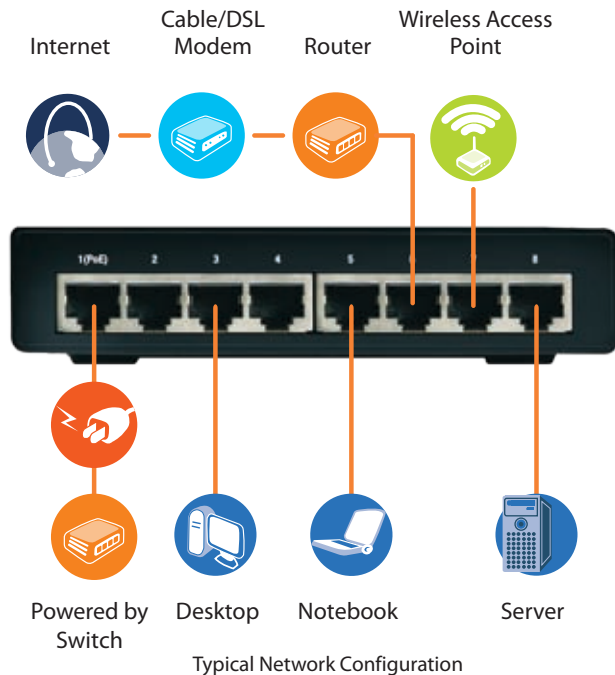 Internet
Cable/DSL
Modem
Router
Wireless Access
Point
1(PoE) 2 3 4 5 8
Powered by
Switch
Desktop
Notebook
Server
Typical Network Configuration